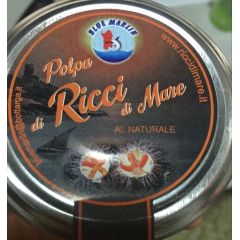 BLUE MARLIN
Polpa
di Ricci di Mare
AL NATURALE
www.riccidimare.it